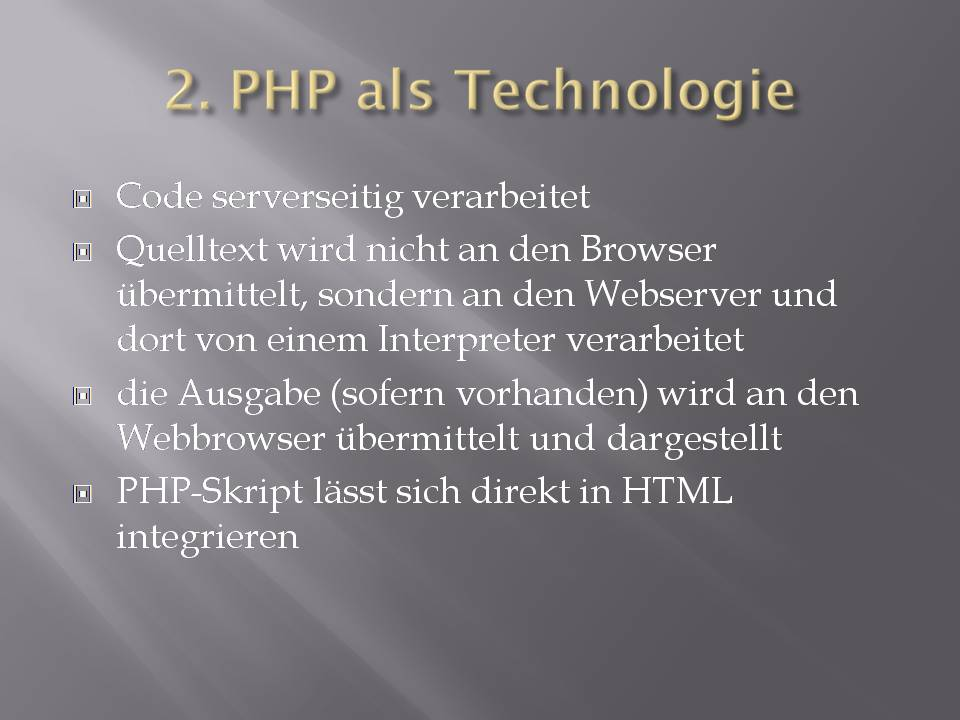 2. PHP als Technologie
Code serverseitig verarbeitet
Quelltext wird nicht an den Browser
übermittelt, sondern an den Webserver und
dort von einem Interpreter verarbeitet
die Ausgabe (sofern vorhanden) wird an den
Webbrowser übermittelt und dargestellt
PHP-Skript lässt sich direkt in HTML
integrieren